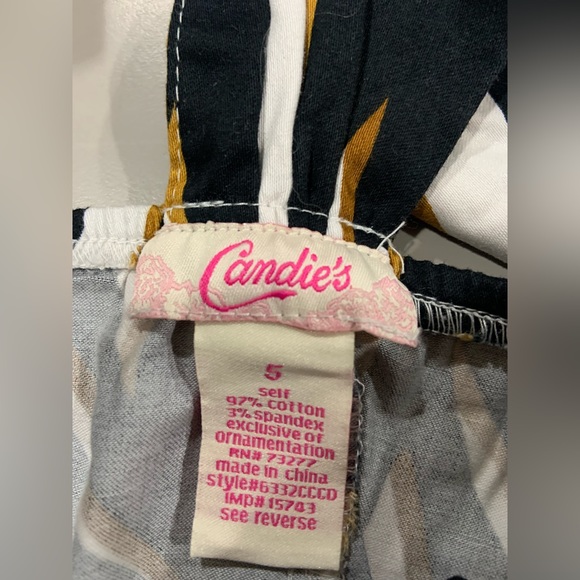 Candie's
5
self
97% cotton
3% spandex
exclusive of
ornamentation
RN# 73277
made in China
style#6332CCCD
IMP#15743
see reverse